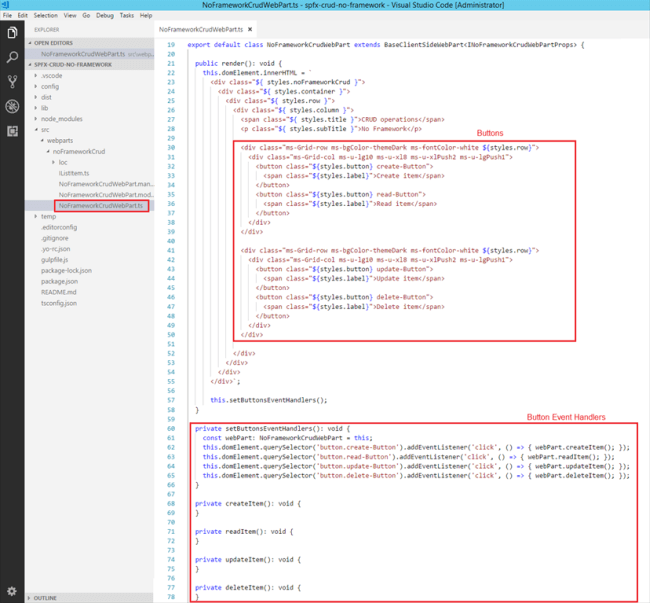 NoFrameworkCrudWebPart.ts - spfx-crud-no-framework - Visual Studio Code [Administrator]
File Edit Selection View Go Debug Tasks Help
EXPLORER
OPEN EDITORS
NoFrameworkCrudWebPart.ts src\webpar...
SPFX-CRUD-NO-FRAMEWORK
.vscode
config
dist
lib
node_modules
src
webparts
noFrameworkCrud
loc
IListItem.ts
NoFrameworkCrudWebPart.man...
NoFrameworkCrudWebPart.mod...
NoFrameworkCrudWebPart.ts
temp
.editorconfig
.gitignore
.yo-rc.json
gulpfile.js
package-lock.json
package.json
README.md
tsconfig.json
OUTLINE
NoFrameworkCrudWebPart.ts ×
19 export default class NoFrameworkCrudWebPart extends BaseClientSideWebPart<INoFrameworkCrudWebPartProps> {
20
21 public render(): void {
22 this.domElement.innerHTML = `
23 <div class="${ styles.noFrameworkCrud }">
24 <div class="${ styles.container }">
25 <div class="${ styles.row }">
26 <div class="${ styles.column }">
27 <span class="${ styles.title }">CRUD operations</span>
28 <p class="${ styles.subTitle }">No Framework</p>
29
Buttons
30 <div class="ms-Grid-row ms-bgColor-themeDark ms-fontColor-white ${styles.row}">
31 <div class="ms-Grid-col ms-u-lg10 ms-u-xl8 ms-u-xlPush2 ms-u-lgPush1">
32 <button class="${styles.button} create-Button">
33 <span class="${styles.label}">Create item</span>
34 </button>
35 <button class="${styles.button} read-Button">
36 <span class="${styles.label}">Read item</span>
37 </button>
38 </div>
39 </div>
40
41 <div class="ms-Grid-row ms-bgColor-themeDark ms-fontColor-white ${styles.row}">
42 <div class="ms-Grid-col ms-u-lg10 ms-u-xl8 ms-u-xlPush2 ms-u-lgPush1">
43 <button class="${styles.button} update-Button">
44 <span class="${styles.label}">Update item</span>
45 </button>
46 <button class="${styles.button} delete-Button">
47 <span class="${styles.label}">Delete item</span>
48 </button>
49 </div>
50 </div>
51
52 </div>
53 </div>
54 </div>
55 </div>`;
56
57 this.setButtonsEventHandlers();
58 }
59
Button Event Handlers
60 private setButtonsEventHandlers(): void {
61 const webPart: NoFrameworkCrudWebPart = this;
62 this.domElement.querySelector('button.create-Button').addEventListener('click', () => { webPart.createItem(); });
63 this.domElement.querySelector('button.read-Button').addEventListener('click', () => { webPart.readItem(); });
64 this.domElement.querySelector('button.update-Button').addEventListener('click', () => { webPart.updateItem(); });
65 this.domElement.querySelector('button.delete-Button').addEventListener('click', () => { webPart.deleteItem(); });
66 }
67
68 private createItem(): void {
69 }
70
71 private readItem(): void {
72 }
73
74 private updateItem(): void {
75 }
76
77 private deleteItem(): void {
78 }